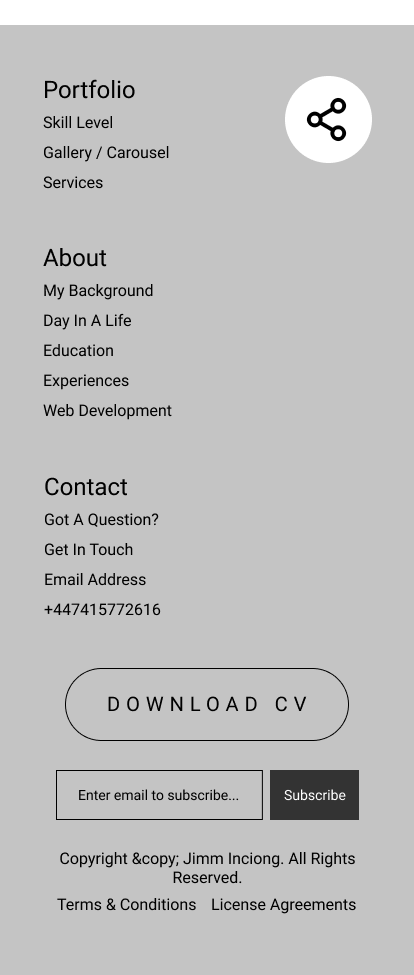 Portfolio
Skill Level
Gallery / Carousel
Services
About
My Background
Day In A Life
Education
Experiences
Web Development
Contact
Got A Question?
Get In Touch
Email Address
+447415772616
DOWNLOAD CV
Enter email to subscribe...
Subscribe
Copyright &copy; Jimm Inciong. All Rights
Reserved.
Terms & Conditions License Agreements